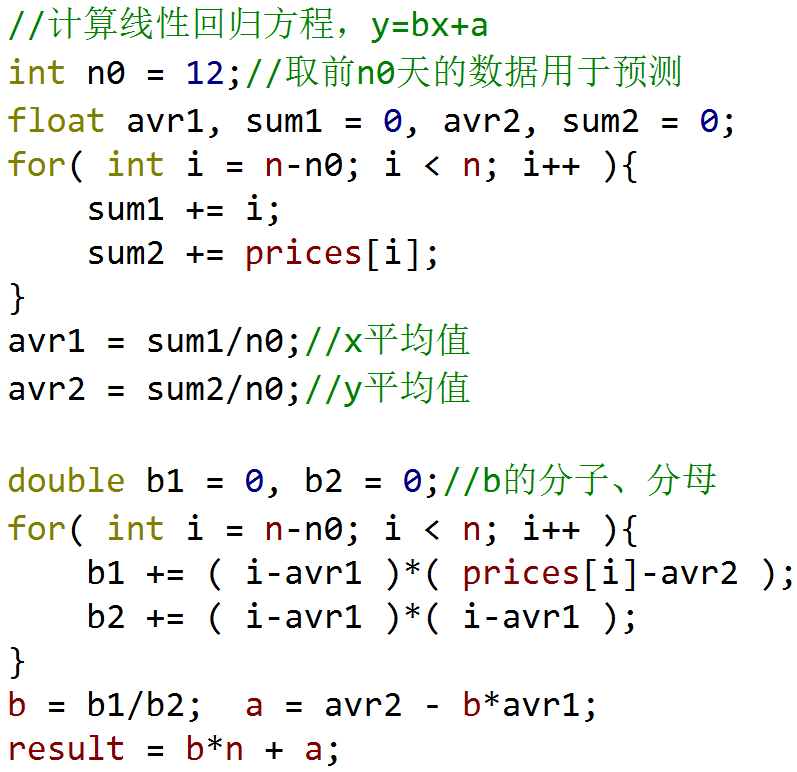 //计算线性回归方程，y=bx+a
int n0 = 12;//取前n0天的数据用于预测
float avr1, sum1 = 0, avr2, sum2 = 0;
for( int i = n-n0; i < n; i++ ){
    sum1 += i;
    sum2 += prices[i];
}
avr1 = sum1/n0;//x平均值
avr2 = sum2/n0;//y平均值

double b1 = 0, b2 = 0;//b的分子、分母
for( int i = n-n0; i < n; i++ ){
    b1 += ( i-avr1 )*( prices[i]-avr2 );
    b2 += ( i-avr1 )*( i-avr1 );
}
b = b1/b2;  a = avr2 - b*avr1;
result = b*n + a;